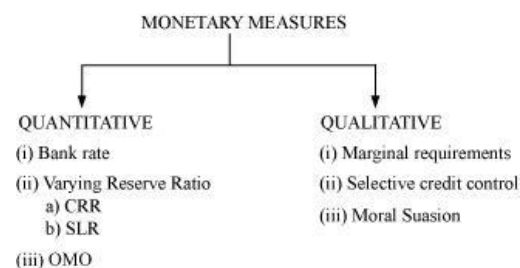 MONETARY MEASURES
QUANTITATIVE
(i) Bank rate
(ii) Varying Reserve Ratio
a) CRR
b) SLR
(iii) OMO
QUALITATIVE
(i) Marginal requirements
(ii) Selective credit control
(iii) Moral Suasion